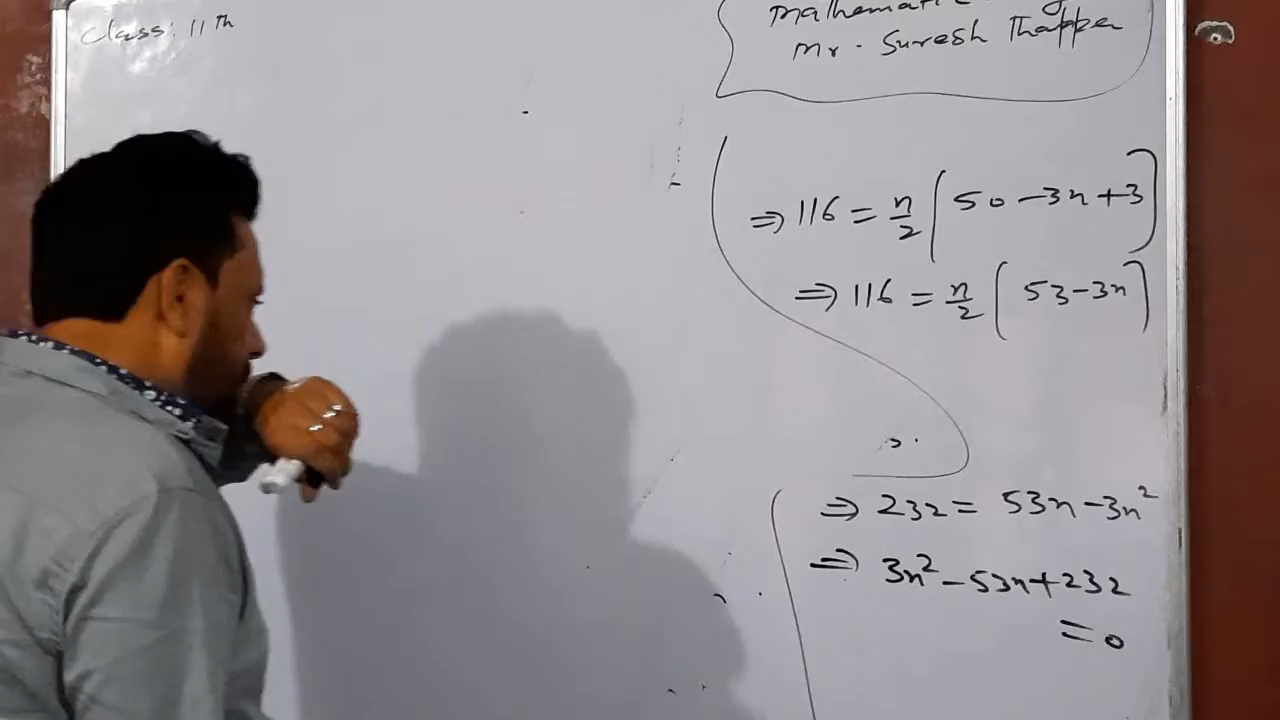 Class: 11th
Mr. Suresh Thapper
⇒ 116 = n/2 [50 - 3n + 3]
⇒ 116 = n/2 [53 - 3n]
⇒ 232 = 53n - 3n²
⇒ 3n² - 53n + 232
= 0